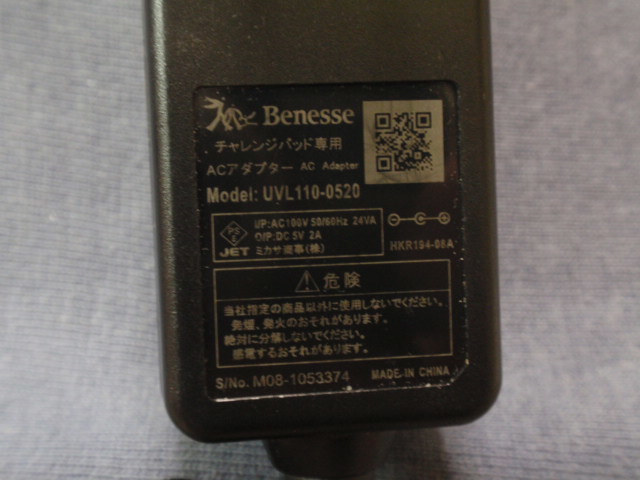 Benesse
チャレンジパッド専用
ACアダプター AC Adapter
Model: UVL110-0520
PS
E
JET
I/P:AC100V 50/60Hz 24VA
O/P:DC 5V 2A
ミカサ商事(株)
HKR194-08A
危険
当社指定の商品以外に使用しないでください。
発煙、発火のおそれがあります。
絶対に分解しないでください。
感電するおそれがあります。
S/No. M08-1053374 MADE IN CHINA